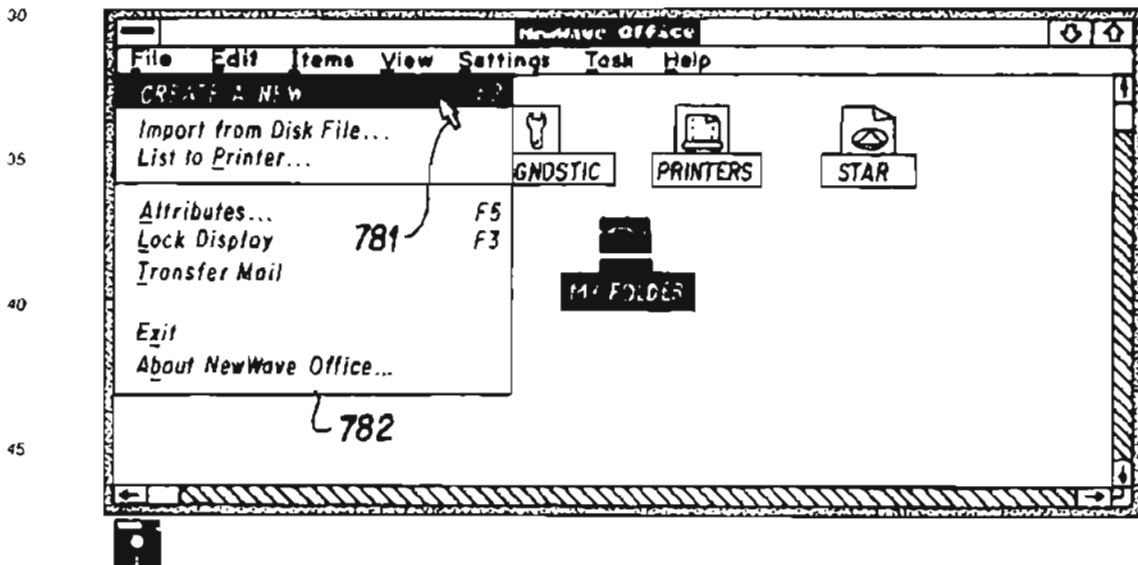 30
NewWave Office
File Edit Items View Settings Task Help
CREATE A NEW
Import from Disk File...
List to Printer...
GNOSTIC PRINTERS STAR
35
Attributes... F5
Lock Display F3
781
Transfer Mail
MY FOLDER
40
Exit
About NewWave Office...
782
45